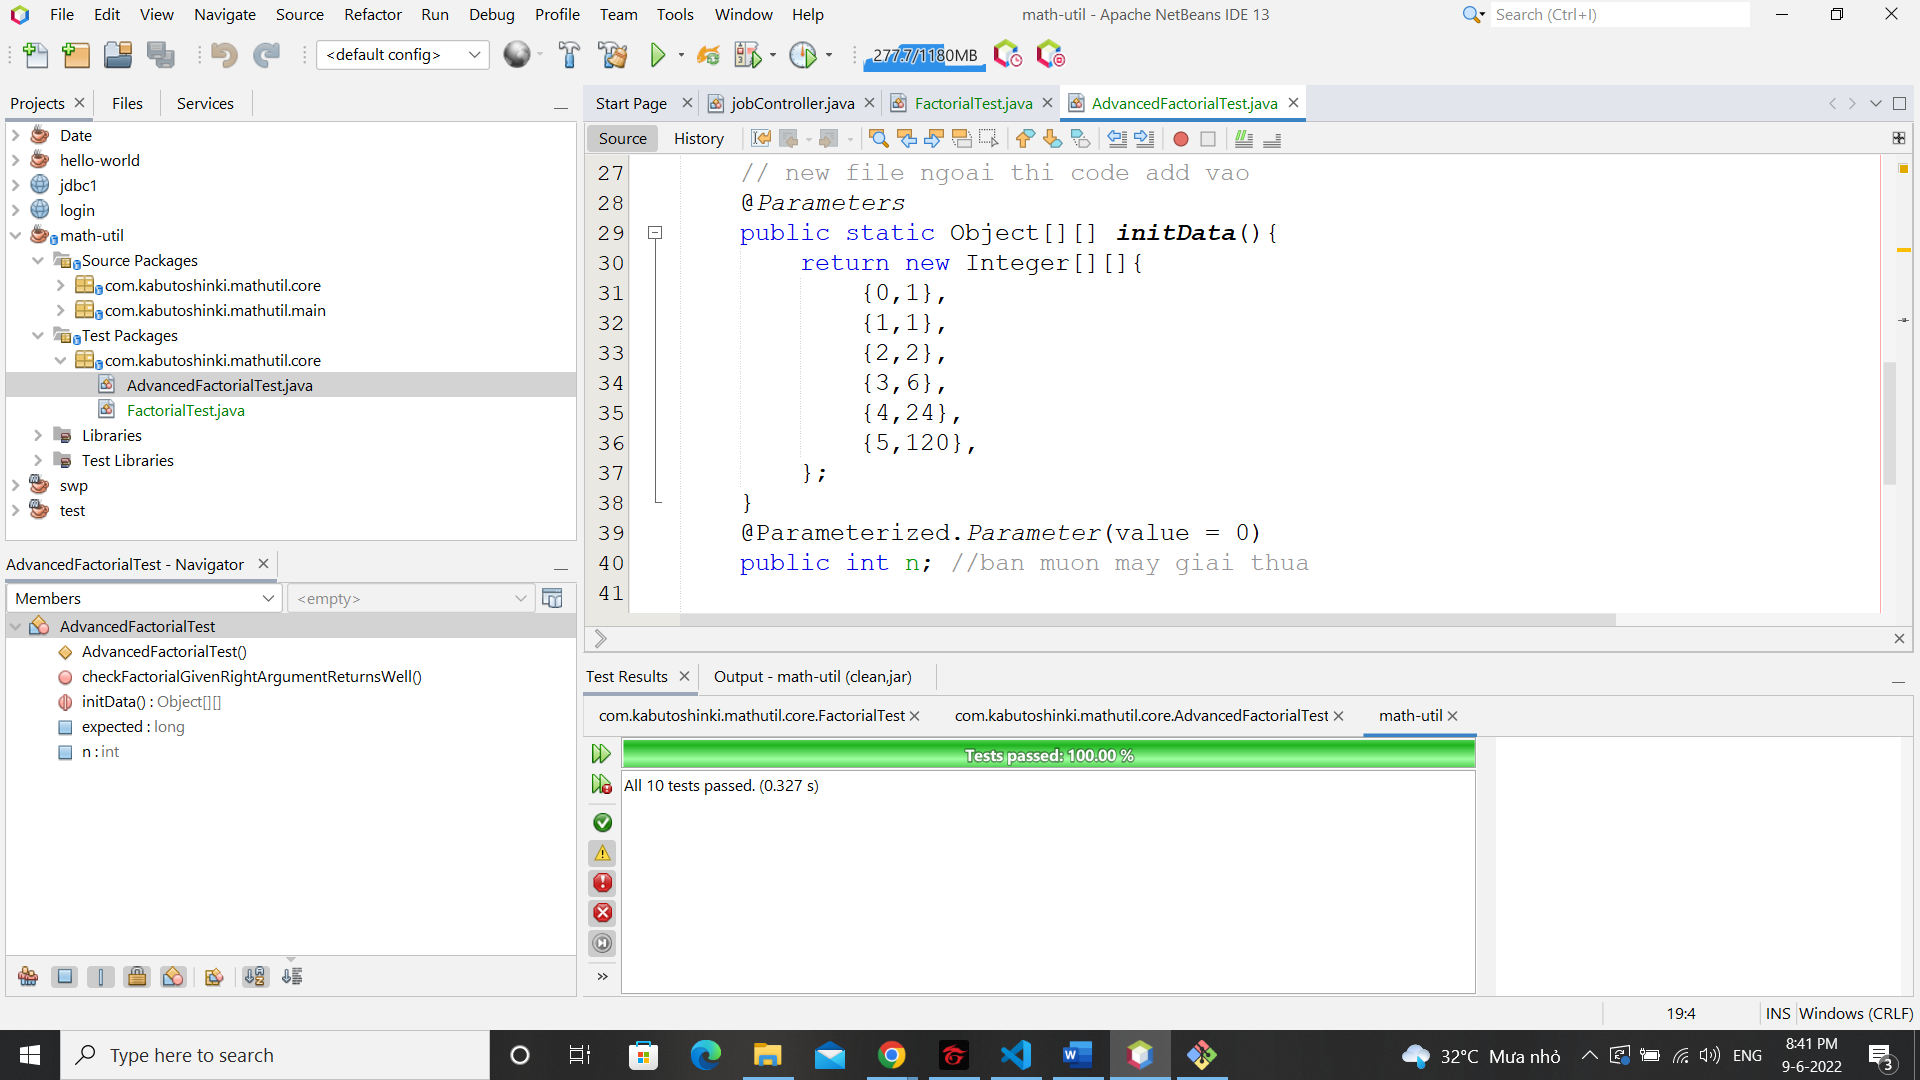 File Edit View Navigate Source Refactor Run Debug Profile Team Tools Window Help
math-util - Apache NetBeans IDE 13
Search (Ctrl+I)
<default config>
277.7/1180MB
Projects Files Services
Date
hello-world
jdbc1
login
math-util
Source Packages
com.kabutoshinki.mathutil.core
com.kabutoshinki.mathutil.main
Test Packages
com.kabutoshinki.mathutil.core
AdvancedFactorialTest.java
FactorialTest.java
Libraries
Test Libraries
swp
test
AdvancedFactorialTest - Navigator
Members
<empty>
AdvancedFactorialTest
AdvancedFactorialTest()
checkFactorialGivenRightArgumentReturnsWell()
initData() : Object[][]
expected : long
n : int
Start Page jobController.java FactorialTest.java AdvancedFactorialTest.java
Source History
27 // new file ngoai thi code add vao
28 @Parameters
29 public static Object[][] initData(){
30 return new Integer[][]{
31 {0,1},
32 {1,1},
33 {2,2},
34 {3,6},
35 {4,24},
36 {5,120},
37 };
38 }
39 @Parameterized.Parameter(value = 0)
40 public int n; //ban muon may giai thua
41
Test Results Output - math-util (clean,jar)
com.kabutoshinki.mathutil.core.FactorialTest com.kabutoshinki.mathutil.core.AdvancedFactorialTest math-util
Tests passed: 100.00 %
All 10 tests passed. (0.327 s)
19:4 INS Windows (CRLF)
Type here to search
32°C Mưa nhỏ
ENG
8:41 PM
9-6-2022
3